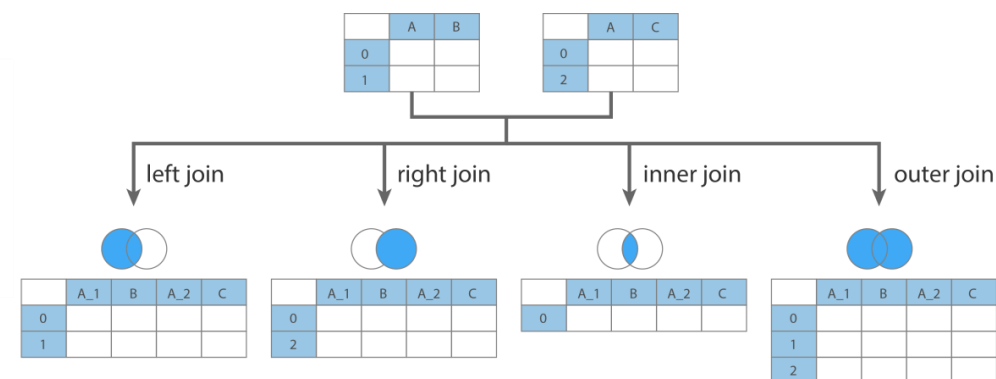 A B
0
1
A C
0
2
left join
right join
inner join
outer join
A_1 B A_2 C
0
1
A_1 B A_2 C
0
2
A_1 B A_2 C
0
A_1 B A_2 C
0
1
2